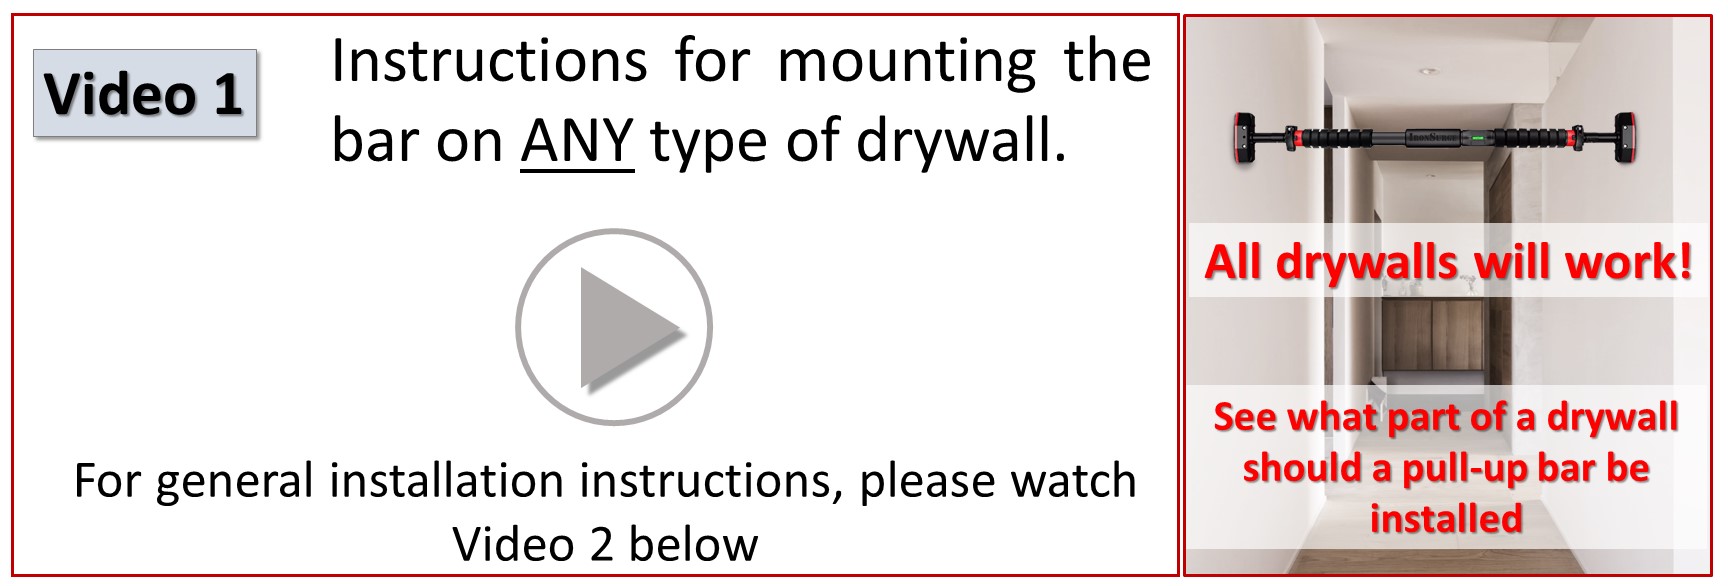 Video 1
Instructions for mounting the
bar on ANY type of drywall.
For general installation instructions, please watch
Video 2 below
All drywalls will work!
See what part of a drywall
should a pull-up bar be
installed